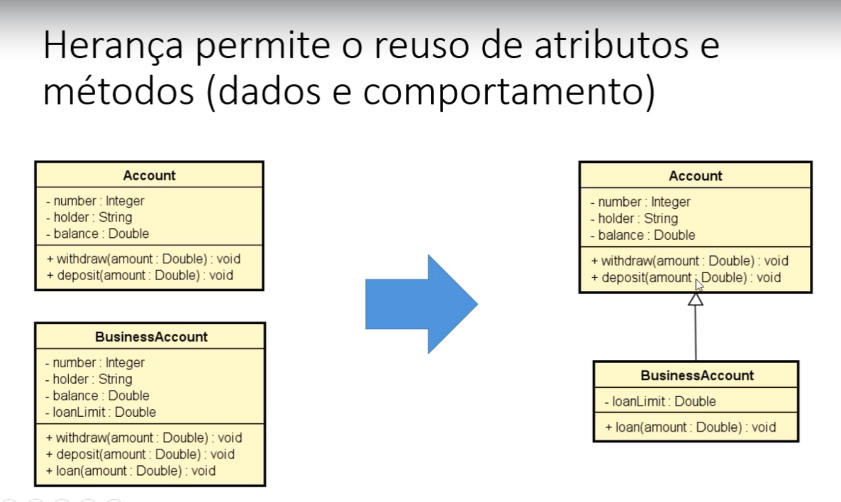 Herança permite o reuso de atributos e
métodos (dados e comportamento)
Account
- number : Integer
- holder : String
- balance : Double
+ withdraw(amount : Double) : void
+ deposit(amount : Double) : void
BusinessAccount
- number : Integer
- holder : String
- balance : Double
- loanLimit : Double
+ withdraw(amount : Double) : void
+ deposit(amount : Double) : void
+ loan(amount : Double) : void
Account
- number : Integer
- holder : String
- balance : Double
+ withdraw(amount : Double) : void
+ deposit(amount : Double) : void
BusinessAccount
- loanLimit : Double
+ loan(amount : Double) : void